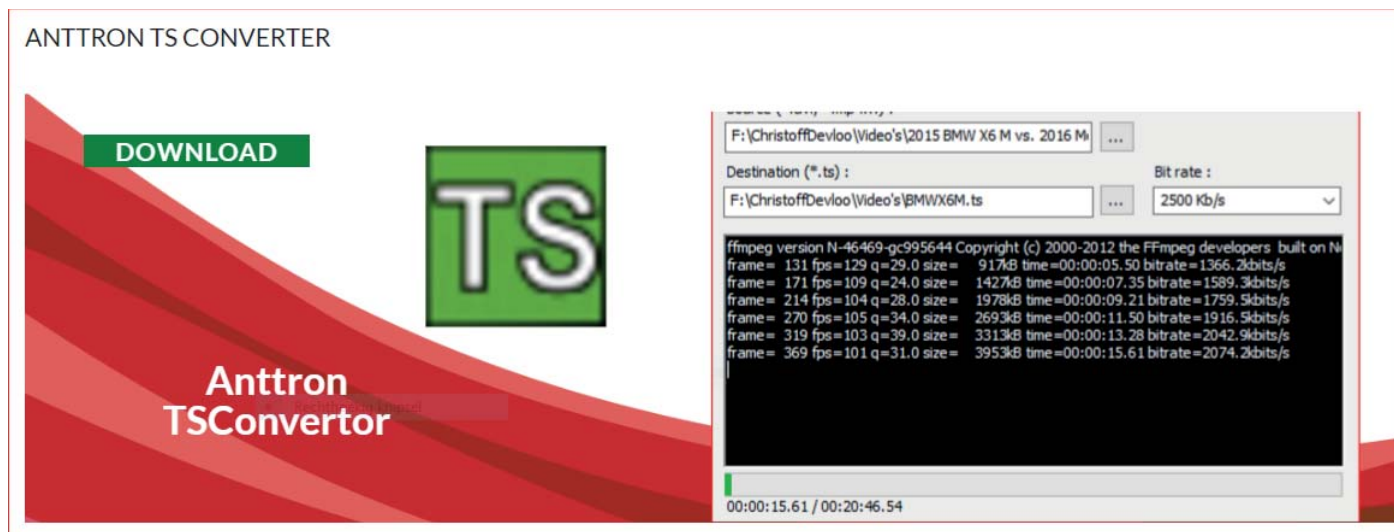 ANTTRON TS CONVERTER
DOWNLOAD
TS
Anttron
TSConvertor
F:\ChristoffDevloo\Video's\2015 BMW X6 M vs. 2016 M
...
Destination (*.ts) :
Bit rate :
F:\ChristoffDevloo\Video's\BMWX6M.ts
...
2500 Kb/s
ffmpeg version N-46469-gc995644 Copyright (c) 2000-2012 the FFmpeg developers built on N
frame= 131 fps=129 q=29.0 size= 917kB time=00:00:05.50 bitrate=1366.2kbits/s
frame= 171 fps=109 q=24.0 size= 1427kB time=00:00:07.35 bitrate=1589.3kbits/s
frame= 214 fps=104 q=28.0 size= 1978kB time=00:00:09.21 bitrate=1759.5kbits/s
frame= 270 fps=105 q=34.0 size= 2693kB time=00:00:11.50 bitrate=1916.5kbits/s
frame= 319 fps=103 q=39.0 size= 3313kB time=00:00:13.28 bitrate=2042.9kbits/s
frame= 369 fps=101 q=31.0 size= 3953kB time=00:00:15.61 bitrate=2074.2kbits/s
00:00:15.61 / 00:20:46.54